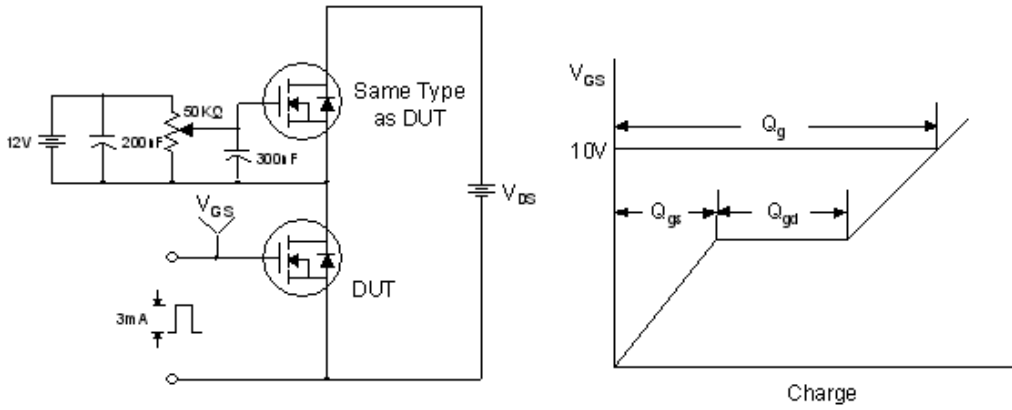 Same Type
as DUT
50KΩ
12V
200nF
300nF
V_GS
V_DS
DUT
3mA
V_GS
10V
Q_g
Q_gs
Q_gd
Charge